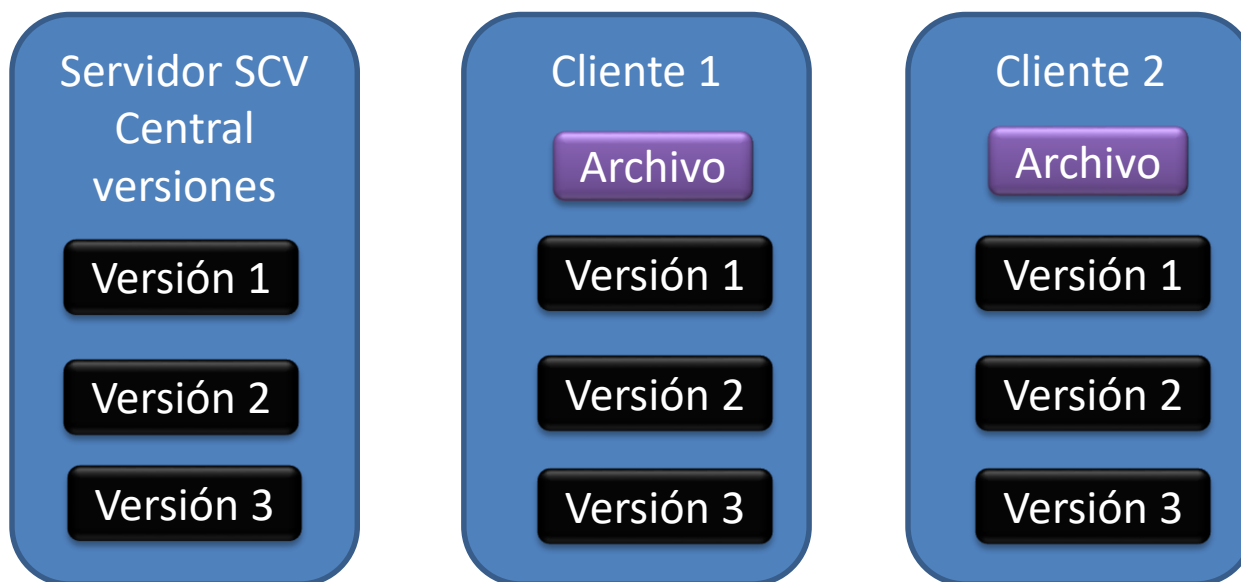 Servidor SCV
Central
versiones
Versión 1
Versión 2
Versión 3
Cliente 1
Archivo
Versión 1
Versión 2
Versión 3
Cliente 2
Archivo
Versión 1
Versión 2
Versión 3